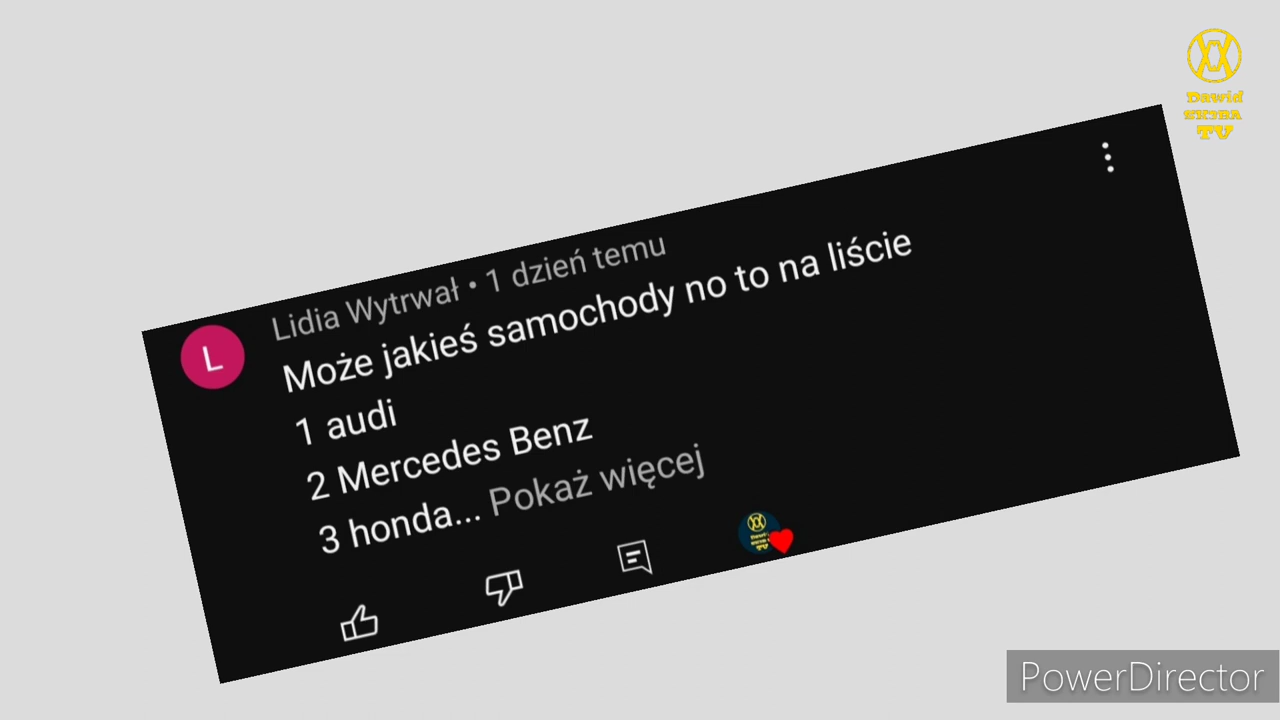 Dawid
SK3BA
TV
Lidia Wytrwał • 1 dzień temu
L
Może jakieś samochody no to na liście
1 audi
2 Mercedes Benz
3 honda... Pokaż więcej
PowerDirector